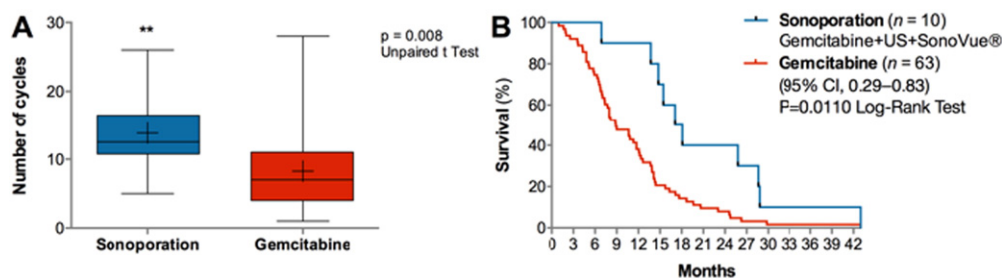 A
Number of cycles
30
20
10
0
**
p = 0.008
Unpaired t Test
Sonoporation
Gemcitabine
B
Survival (%)
100
80
60
40
20
0
0 3 6 9 12 15 18 21 24 27 30 33 36 39 42
Months
Sonoporation (n = 10)
Gemcitabine+US+SonoVue®
Gemcitabine (n = 63)
(95% CI, 0.29–0.83)
P=0.0110 Log-Rank Test